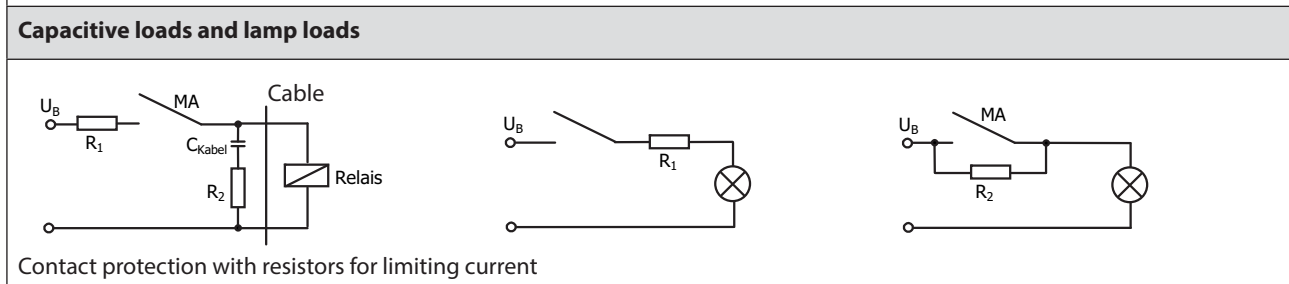 Capacitive loads and lamp loads
Cable
MA
U_B
R_1
C_Kabel
R_2
Relais
U_B
R_1
MA
U_B
R_2
Contact protection with resistors for limiting current